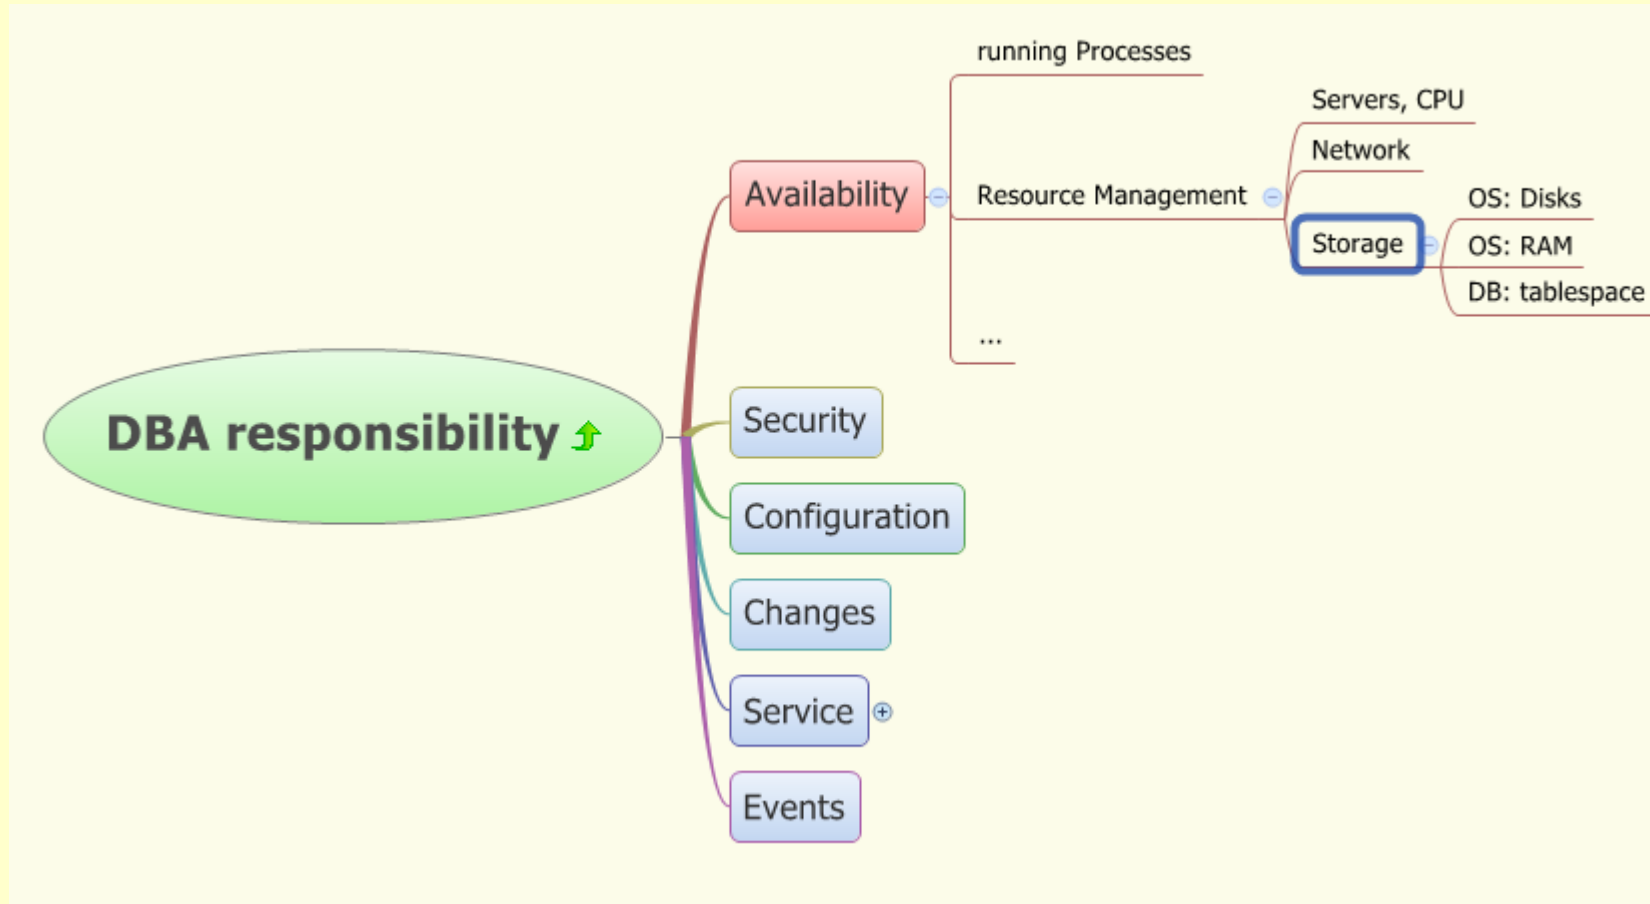 DBA responsibility
Availability
running Processes
Resource Management
Servers, CPU
Network
Storage
OS: Disks
OS: RAM
DB: tablespace
...
Security
Configuration
Changes
Service
Events